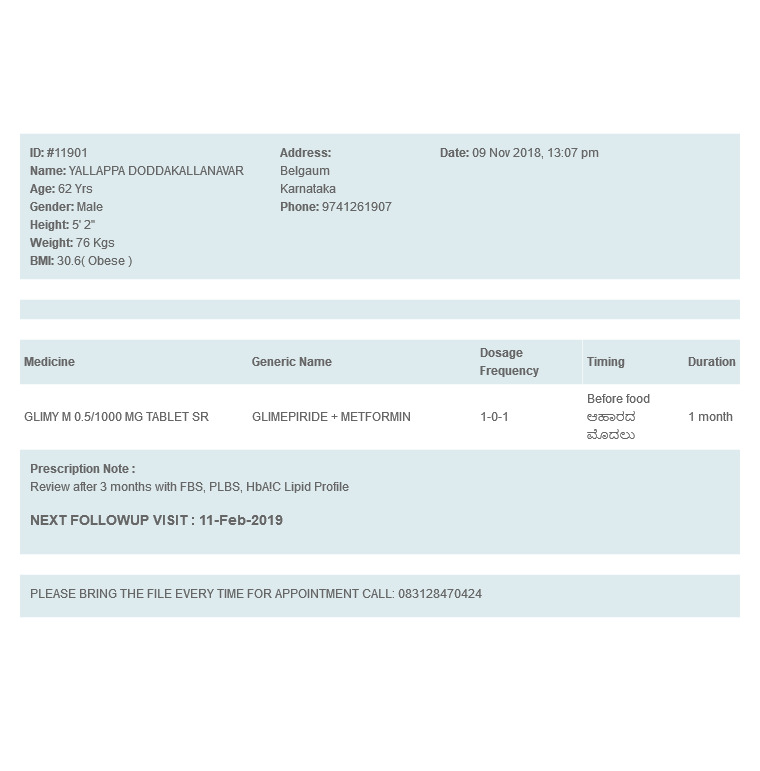 ID: #11901
Name: YALLAPPA DODDAKALLANAVAR
Age: 62 Yrs
Gender: Male
Height: 5' 2"
Weight: 76 Kgs
BMI: 30.6( Obese )
Address:
Belgaum
Karnataka
Phone: 9741261907
Date: 09 Nov 2018, 13:07 pm
Medicine Generic Name Dosage Frequency Timing Duration
GLIMY M 0.5/1000 MG TABLET SR GLIMEPIRIDE + METFORMIN 1-0-1 Before food ಆಹಾರದ ಮೊದಲು 1 month
Prescription Note :
Review after 3 months with FBS, PLBS, HbA!C Lipid Profile
NEXT FOLLOWUP VISIT : 11-Feb-2019
PLEASE BRING THE FILE EVERY TIME FOR APPOINTMENT CALL: 083128470424